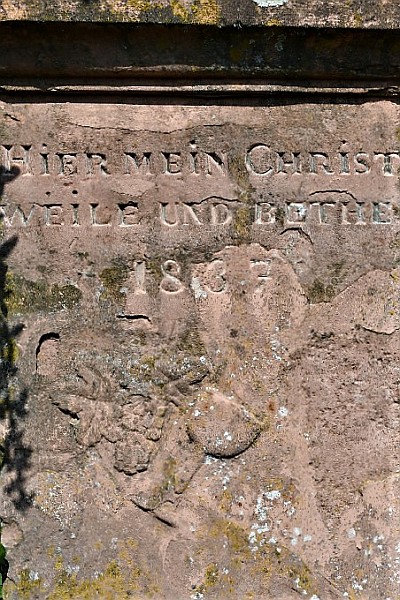 HIER MEIN CHRIST
WEILE UND BETHE
1837